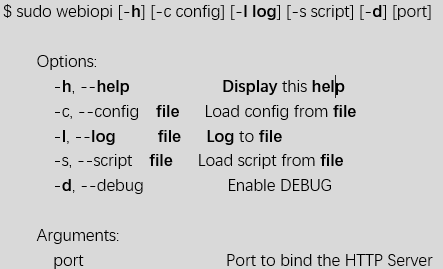 $ sudo webiopi [-h] [-c config] [-l log] [-s script] [-d] [port]
Options:
-h, --help Display this help
-c, --config file Load config from file
-l, --log file Log to file
-s, --script file Load script from file
-d, --debug Enable DEBUG
Arguments:
port Port to bind the HTTP Server